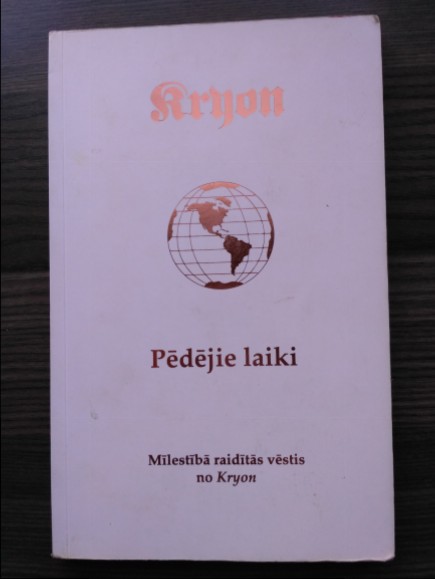 Kryon
Pēdējie laiki
Mīlestībā raidītās vēstis
no Kryon